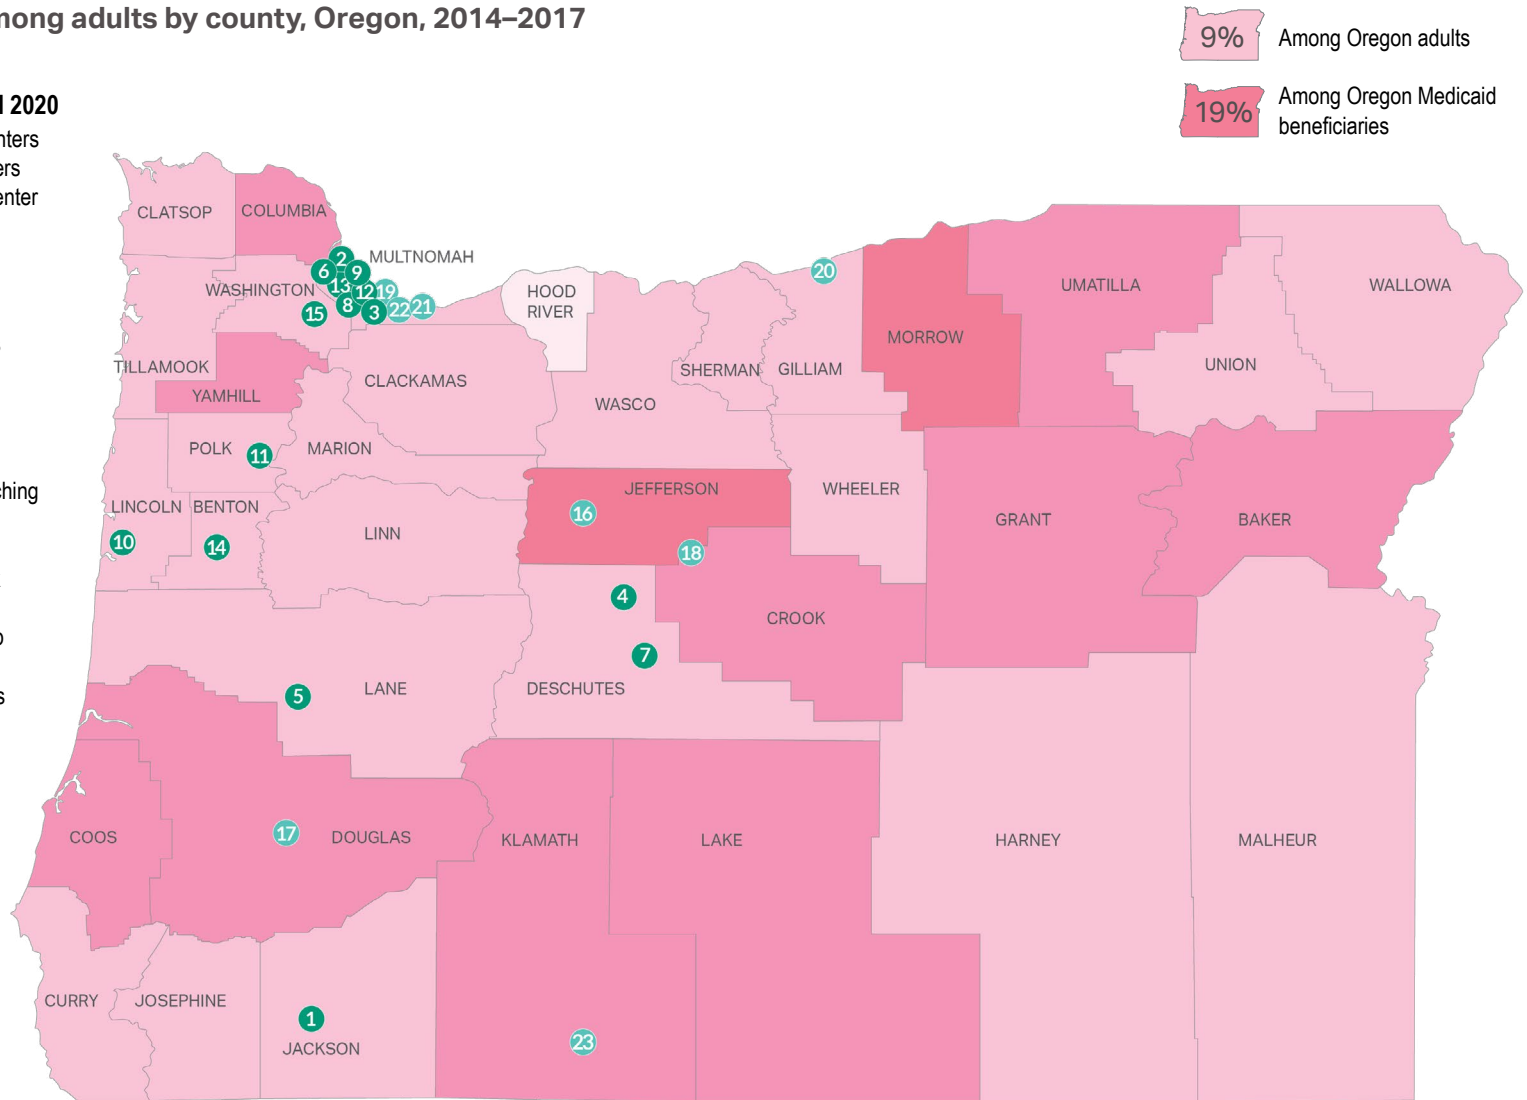 mong adults by county, Oregon, 2014–2017
9%
Among Oregon adults
2020
19%
Among Oregon Medicaid
beneficiaries
CLATSOP
COLUMBIA
MULTNOMAH
2
6
9
13
12
19
8
3
22
21
15
WASHINGTON
HOOD
RIVER
20
UMATILLA
WALLOWA
MORROW
TILLAMOOK
YAMHILL
CLACKAMAS
WASCO
SHERMAN
GILLIAM
UNION
POLK
11
MARION
JEFFERSON
WHEELER
LINCOLN
BENTON
16
GRANT
BAKER
10
14
LINN
18
4
CROOK
7
5
LANE
DESCHUTES
COOS
17
DOUGLAS
KLAMATH
LAKE
HARNEY
MALHEUR
CURRY
JOSEPHINE
1
JACKSON
23